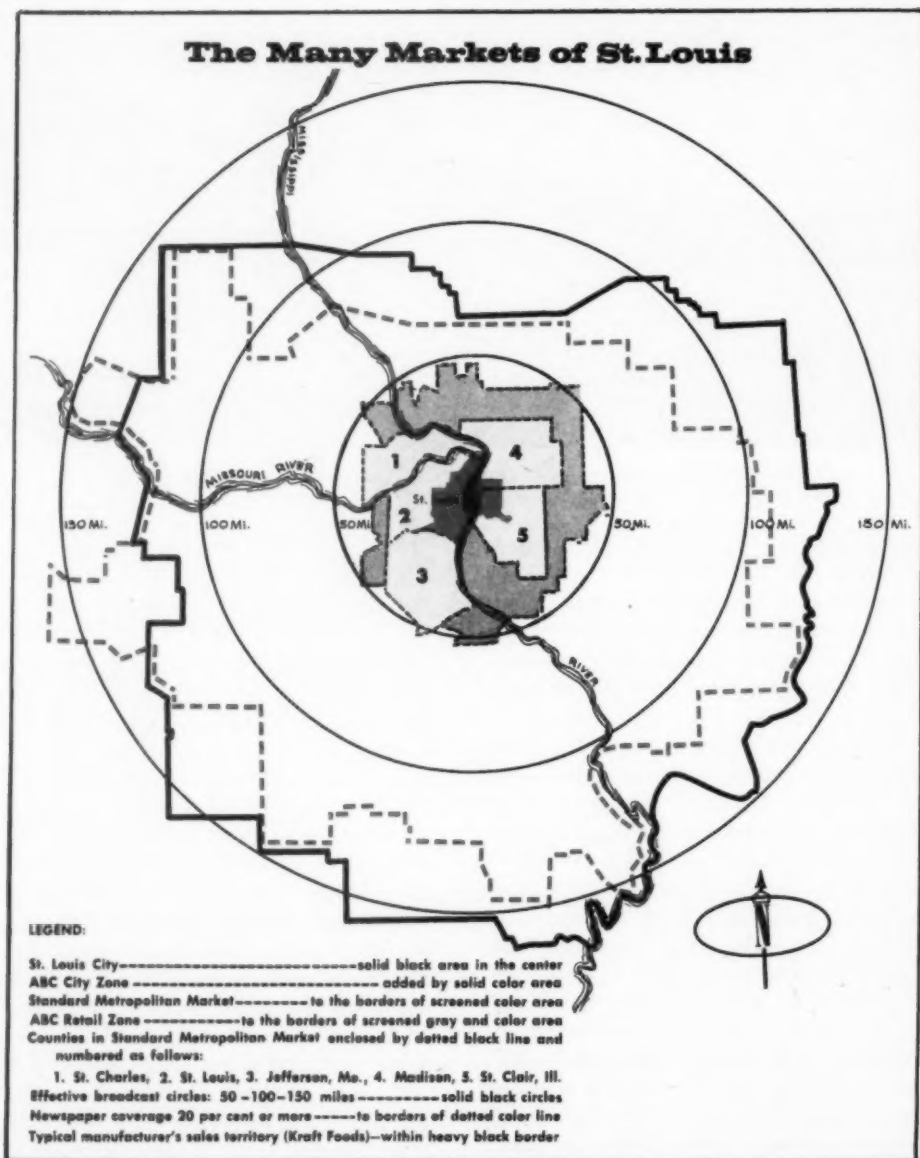 The Many Markets of St. Louis
MISSISSIPPI
MISSOURI RIVER
1
4
St.
2
5
3
150 Mi.
100 Mi.
50 Mi.
50 Mi.
100 Mi.
150 Mi.
RIVER
N
LEGEND:
St. Louis City--------------------solid black area in the center
ABC City Zone --------------------added by solid color area
Standard Metropolitan Market--------to the borders of screened color area
ABC Retail Zone -----------to the borders of screened gray and color area
Counties in Standard Metropolitan Market enclosed by dotted black line and
numbered as follows:
1. St. Charles, 2. St. Louis, 3. Jefferson, Mo., 4. Madison, 5. St. Clair, Ill.
Effective broadcast circles: 50 -100-150 miles ----------solid black circles
Newspaper coverage 20 per cent or more -----to borders of dotted color line
Typical manufacturer's sales territory (Kraft Foods)—within heavy black border